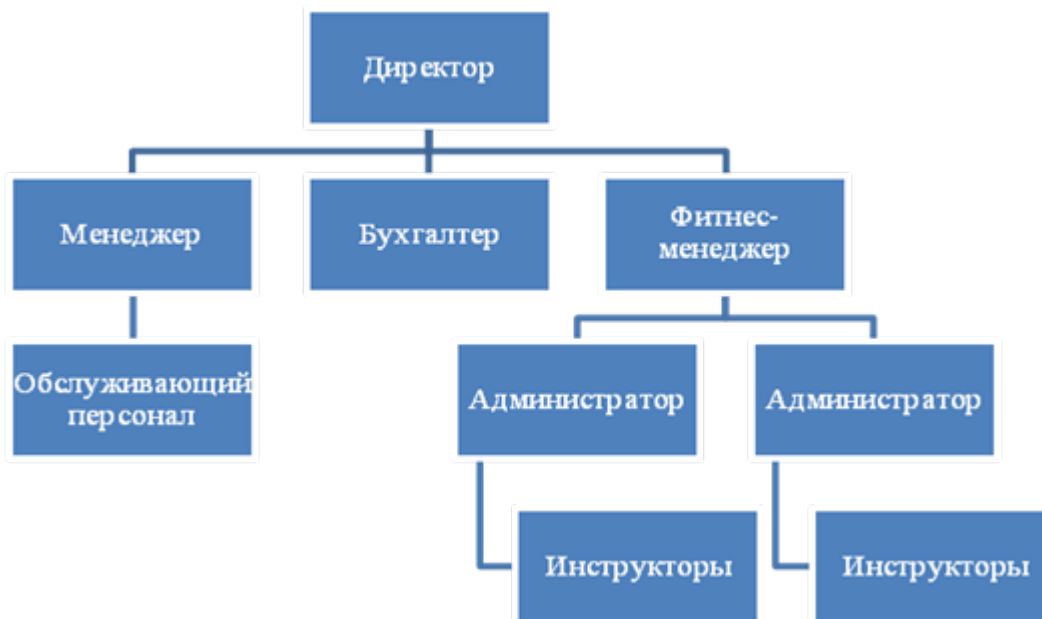 Директор
Менеджер
Бухгалтер
Фитнес-
менеджер
Обслуживающий
персонал
Администратор
Администратор
Инструкторы
Инструкторы